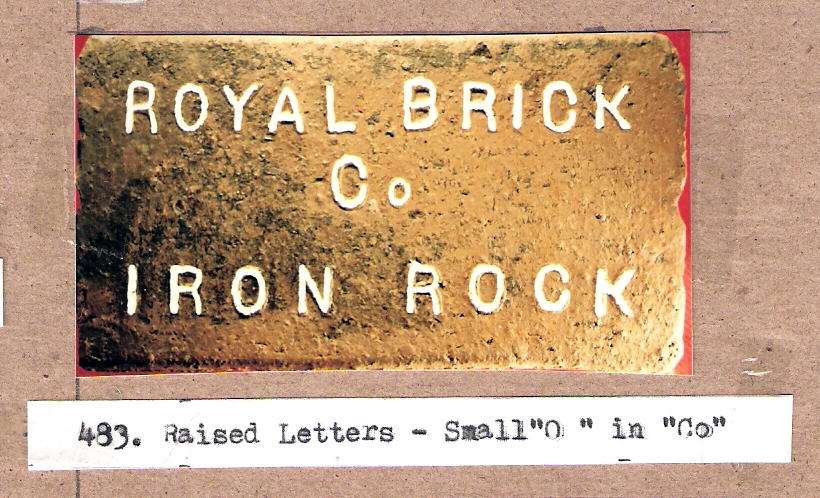 ROYAL BRICK
Co
IRON ROCK
483. Raised Letters - Small"O " in "Co"